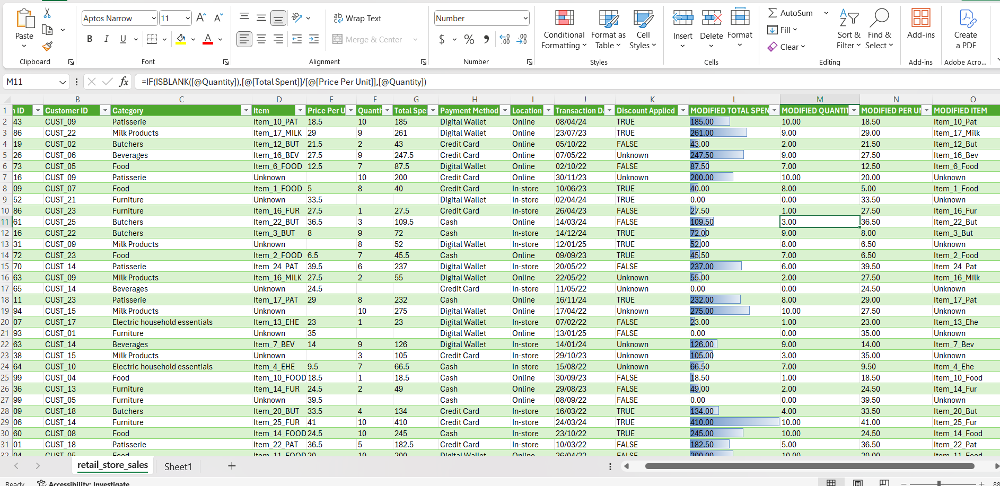 Paste
Clipboard
Aptos Narrow 11
B I U
Font
Wrap Text
Merge & Center
Alignment
Number
$ %
Number
Conditional Formatting
Format as Table
Cell Styles
Styles
Insert
Delete
Format
Cells
AutoSum
Fill
Clear
Sort & Filter
Find & Select
Editing
Add-ins
Add-ins
Create a PDF
Adobe Acro...
M11 fx =IF(ISBLANK([@Quantity]),[@[Total Spent]]/[@[Price Per Unit]],[@Quantity])
B C D E F G H I J K L M N O
1 ID Customer ID Category Item Price Per U Quanti Total Spe Payment Method Location Transaction D Discount Applied MODIFIED TOTAL SPEN MODIFIED QUANTIT MODIFIED PER U MODIFIED ITEM
2 43 CUST_09 Patisserie Item_10_PAT 18.5 10 185 Digital Wallet Online 08/04/24 TRUE 185.00 10.00 18.50 Item_10_Pat
3 86 CUST_22 Milk Products Item_17_MILK 29 9 261 Digital Wallet Online 23/07/23 TRUE 261.00 9.00 29.00 Item_17_Milk
4 19 CUST_02 Butchers Item_12_BUT 21.5 2 43 Credit Card Online 05/10/22 FALSE 43.00 2.00 21.50 Item_12_But
5 26 CUST_06 Beverages Item_16_BEV 27.5 9 247.5 Credit Card Online 07/05/22 Unknown 247.50 9.00 27.50 Item_16_Bev
6 73 CUST_05 Food Item_6_FOOD 12.5 7 87.5 Digital Wallet Online 02/10/22 FALSE 87.50 7.00 12.50 Item_6_Food
7 16 CUST_09 Patisserie Unknown 10 200 Credit Card Online 30/11/23 Unknown 200.00 10.00 20.00 Unknown
8 09 CUST_07 Food Item_1_FOOD 5 8 40 Credit Card In-store 10/06/23 TRUE 40.00 8.00 5.00 Item_1_Food
9 52 CUST_21 Furniture Unknown 33.5 Digital Wallet In-store 02/04/24 TRUE 0.00 0.00 33.50 Unknown
10 86 CUST_23 Furniture Item_16_FUR 27.5 1 27.5 Credit Card In-store 26/04/23 FALSE 27.50 1.00 27.50 Item_16_Fur
11 61 CUST_25 Butchers Item_22_BUT 36.5 3 109.5 Cash Online 14/03/24 FALSE 109.50 3.00 36.50 Item_22_But
12 16 CUST_22 Butchers Item_3_BUT 8 9 72 Cash In-store 14/12/24 TRUE 72.00 9.00 8.00 Item_3_But
13 31 CUST_09 Milk Products Unknown 8 52 Digital Wallet In-store 12/01/25 TRUE 52.00 8.00 6.50 Unknown
14 72 CUST_23 Food Item_2_FOOD 6.5 7 45.5 Cash Online 09/09/23 TRUE 45.50 7.00 6.50 Item_2_Food
15 70 CUST_14 Patisserie Item_24_PAT 39.5 6 237 Digital Wallet In-store 20/05/22 FALSE 237.00 6.00 39.50 Item_24_Pat
16 63 CUST_09 Milk Products Item_16_MILK 27.5 2 55 Digital Wallet Online 22/05/22 Unknown 55.00 2.00 27.50 Item_16_Milk
17 65 CUST_14 Beverages Unknown 24.5 Credit Card In-store 11/05/22 Unknown 0.00 0.00 24.50 Unknown
18 11 CUST_23 Patisserie Item_17_PAT 29 8 232 Cash Online 16/11/24 TRUE 232.00 8.00 29.00 Item_17_Pat
19 94 CUST_15 Milk Products Unknown 10 275 Digital Wallet Online 17/04/22 Unknown 275.00 10.00 27.50 Unknown
20 07 CUST_17 Electric household essentials Item_13_EHE 23 1 23 Digital Wallet In-store 07/02/22 FALSE 23.00 1.00 23.00 Item_13_Ehe
21 93 CUST_01 Furniture Unknown 35 Digital Wallet Online 13/01/25 FALSE 0.00 0.00 35.00 Unknown
22 63 CUST_14 Beverages Item_7_BEV 14 9 126 Digital Wallet In-store 14/01/24 Unknown 126.00 9.00 14.00 Item_7_Bev
23 38 CUST_15 Milk Products Unknown 3 105 Credit Card In-store 29/10/23 Unknown 105.00 3.00 35.00 Unknown
24 64 CUST_10 Electric household essentials Item_4_EHE 9.5 7 66.5 Cash In-store 15/08/22 Unknown 66.50 7.00 9.50 Item_4_Ehe
25 99 CUST_04 Food Item_10_FOOD 18.5 1 18.5 Cash Online 30/09/23 FALSE 18.50 1.00 18.50 Item_10_Food
26 36 CUST_13 Furniture Item_14_FUR 24.5 2 49 Cash Online 29/08/23 FALSE 49.00 2.00 24.50 Item_14_Fur
27 99 CUST_05 Furniture Unknown 39.5 Cash Online 08/09/22 FALSE 0.00 0.00 39.50 Unknown
28 09 CUST_18 Butchers Item_20_BUT 33.5 4 134 Credit Card In-store 16/03/22 TRUE 134.00 4.00 33.50 Item_20_But
29 06 CUST_14 Furniture Item_25_FUR 41 10 410 Credit Card In-store 24/03/24 TRUE 410.00 10.00 41.00 Item_25_Fur
30 60 CUST_08 Food Item_14_FOOD 24.5 10 245 Cash In-store 23/10/22 TRUE 245.00 10.00 24.50 Item_14_Food
31 01 CUST_18 Patisserie Item_22_PAT 36.5 5 182.5 Credit Card In-store 10/03/22 FALSE 182.50 5.00 36.50 Item_22_Pat
32 04 CUST_05 Food Item_11_FOOD 20 10 200 Digital Wallet Online 26/04/22 FALSE 200.00 10.00 20.00 Item_11_Food
retail_store_sales Sheet1
Ready Accessibility: Investigate